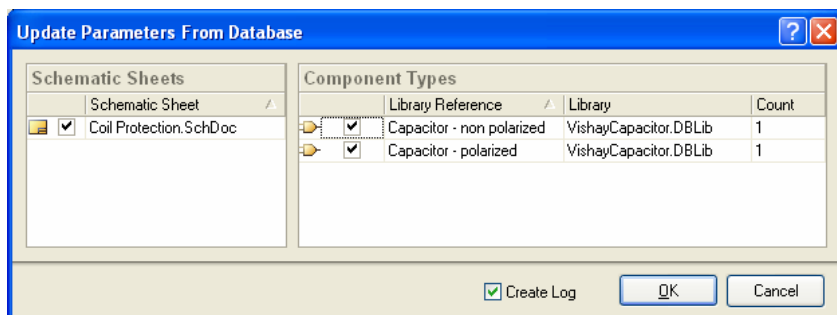 Update Parameters From Database
Schematic Sheets
Schematic Sheet
Coil Protection.SchDoc
Component Types
Library Reference Library Count
Capacitor - non polarized VishayCapacitor.DBLib 1
Capacitor - polarized VishayCapacitor.DBLib 1
Create Log OK Cancel